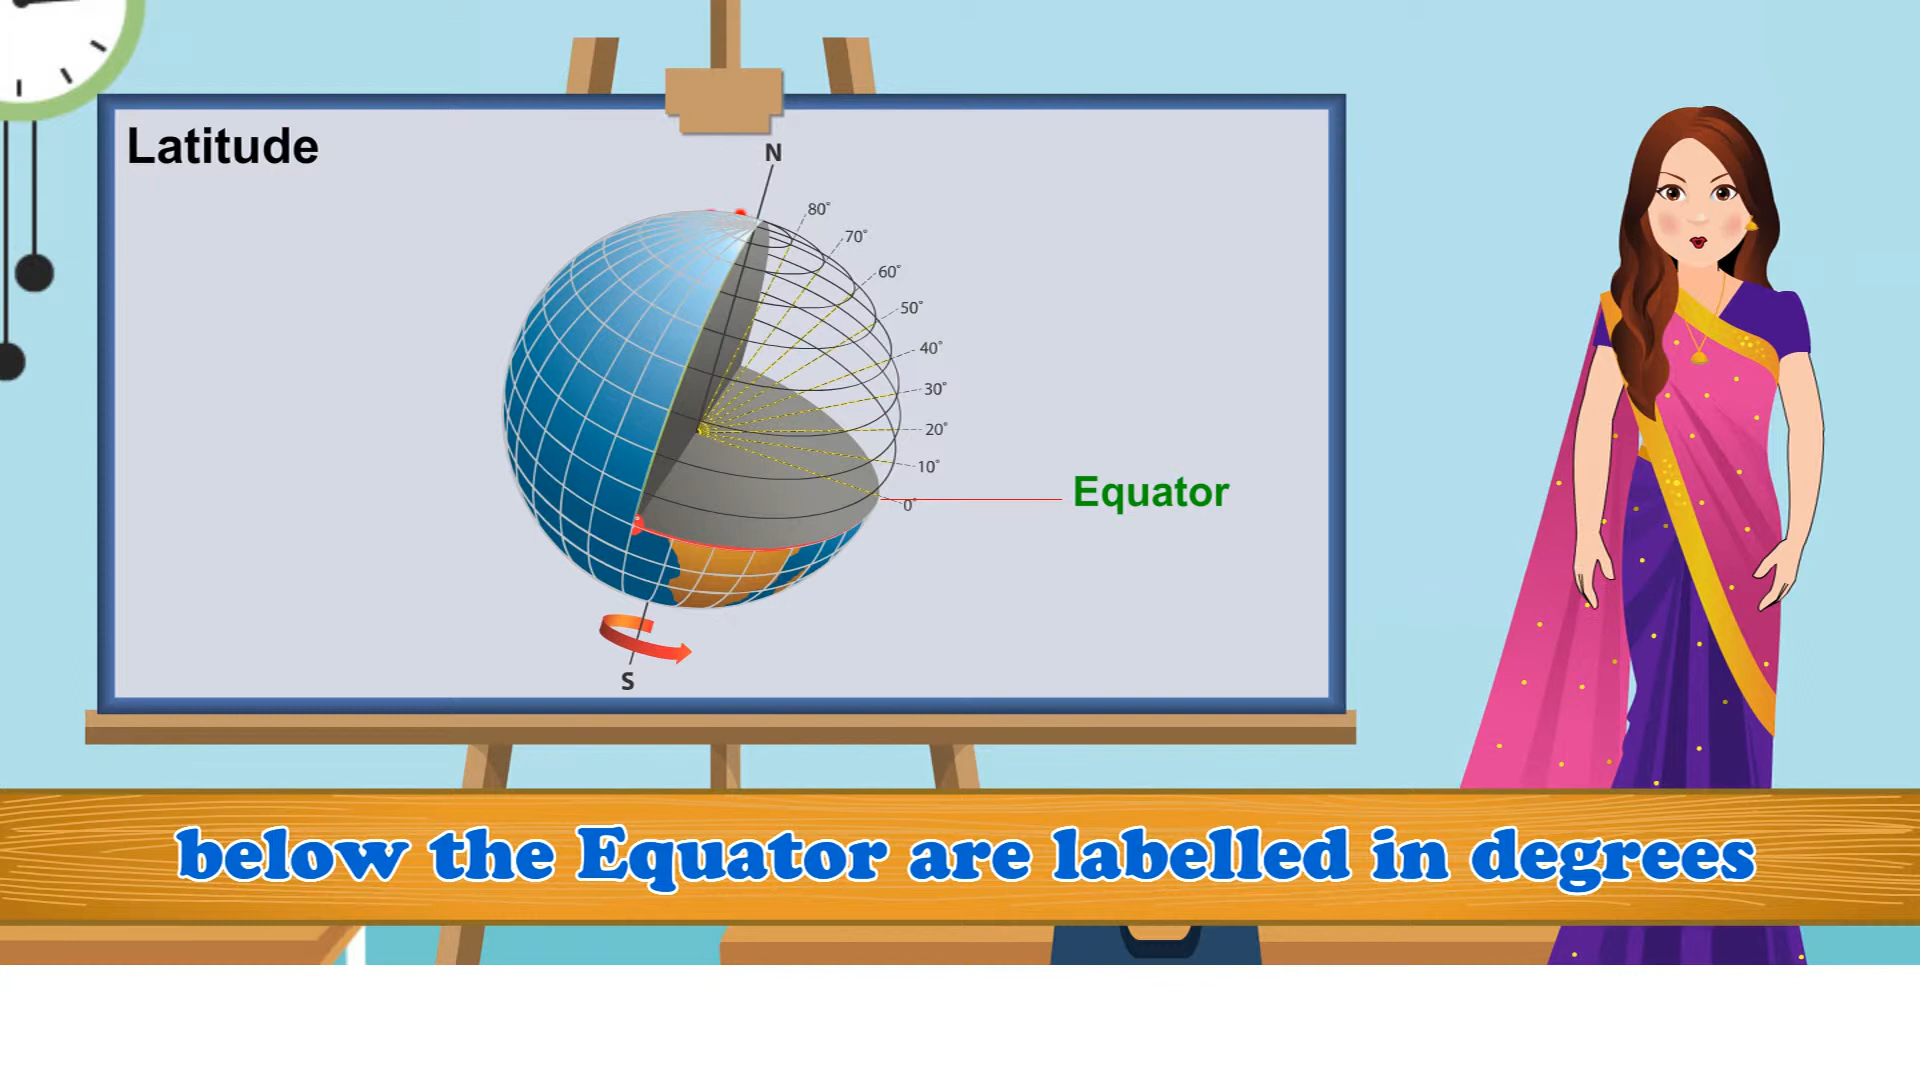 Latitude
N
80°
70°
60°
50°
40°
30°
20°
10°
0°
Equator
S
below the Equator are labelled in degrees